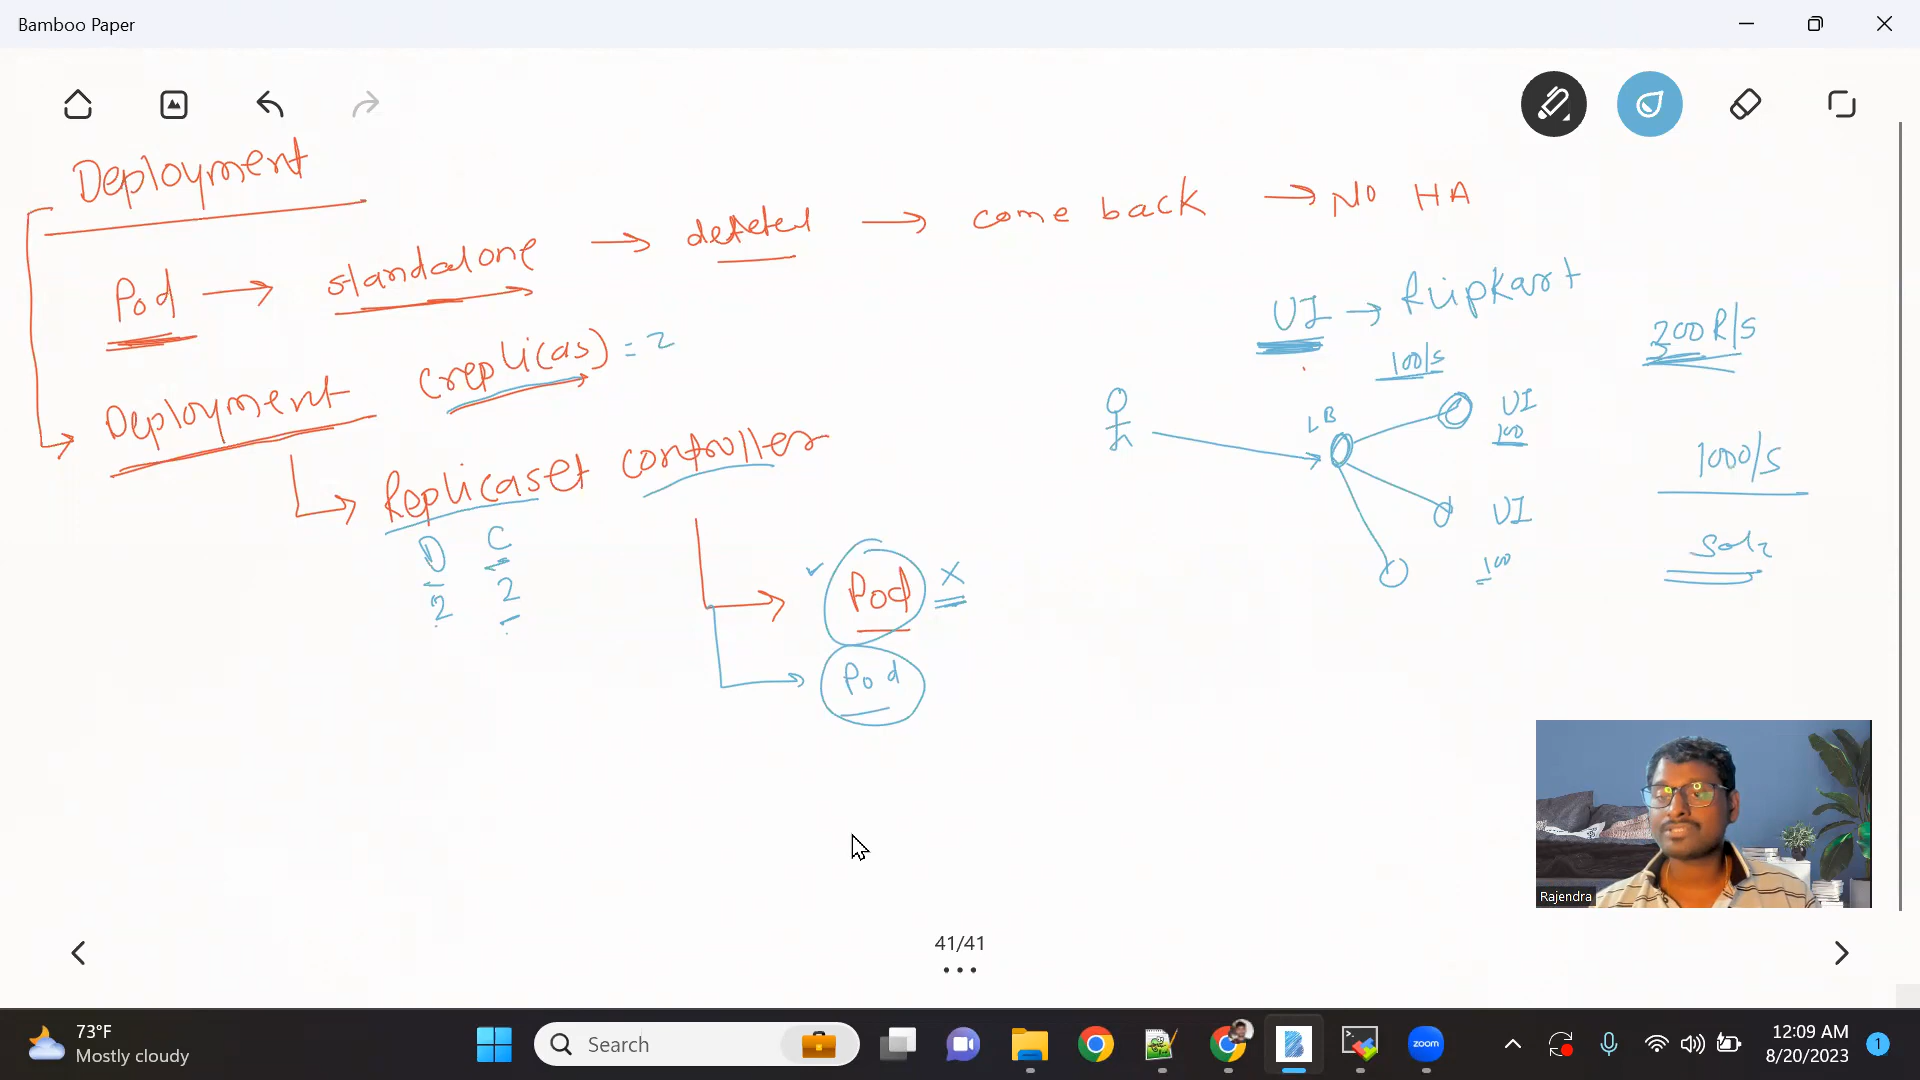 Bamboo Paper
Deployment
Pod → standalone → deleted → come back → No HA
Deployment (replicas) = 2
Replicaset controller
D C
2 2
Pod X
Pod
UI → flipkart
100/s
200 R/s
LB
UI
100
UI
100
1000/s
Rajendra
41/41
73°F
Mostly cloudy
Search
zoom
12:09 AM
8/20/2023
1